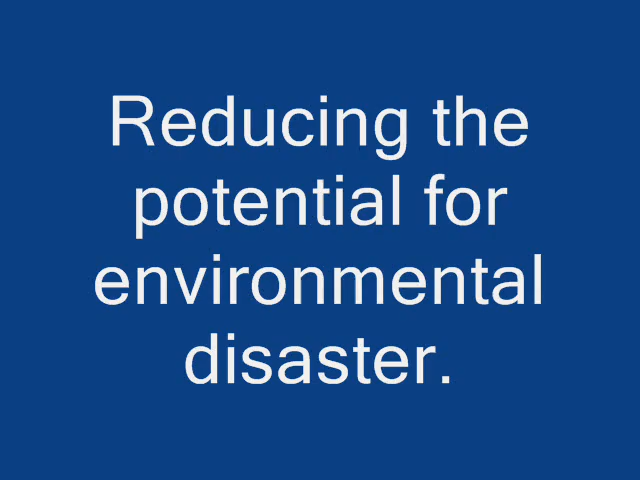 Reducing the
potential for
environmental
disaster.